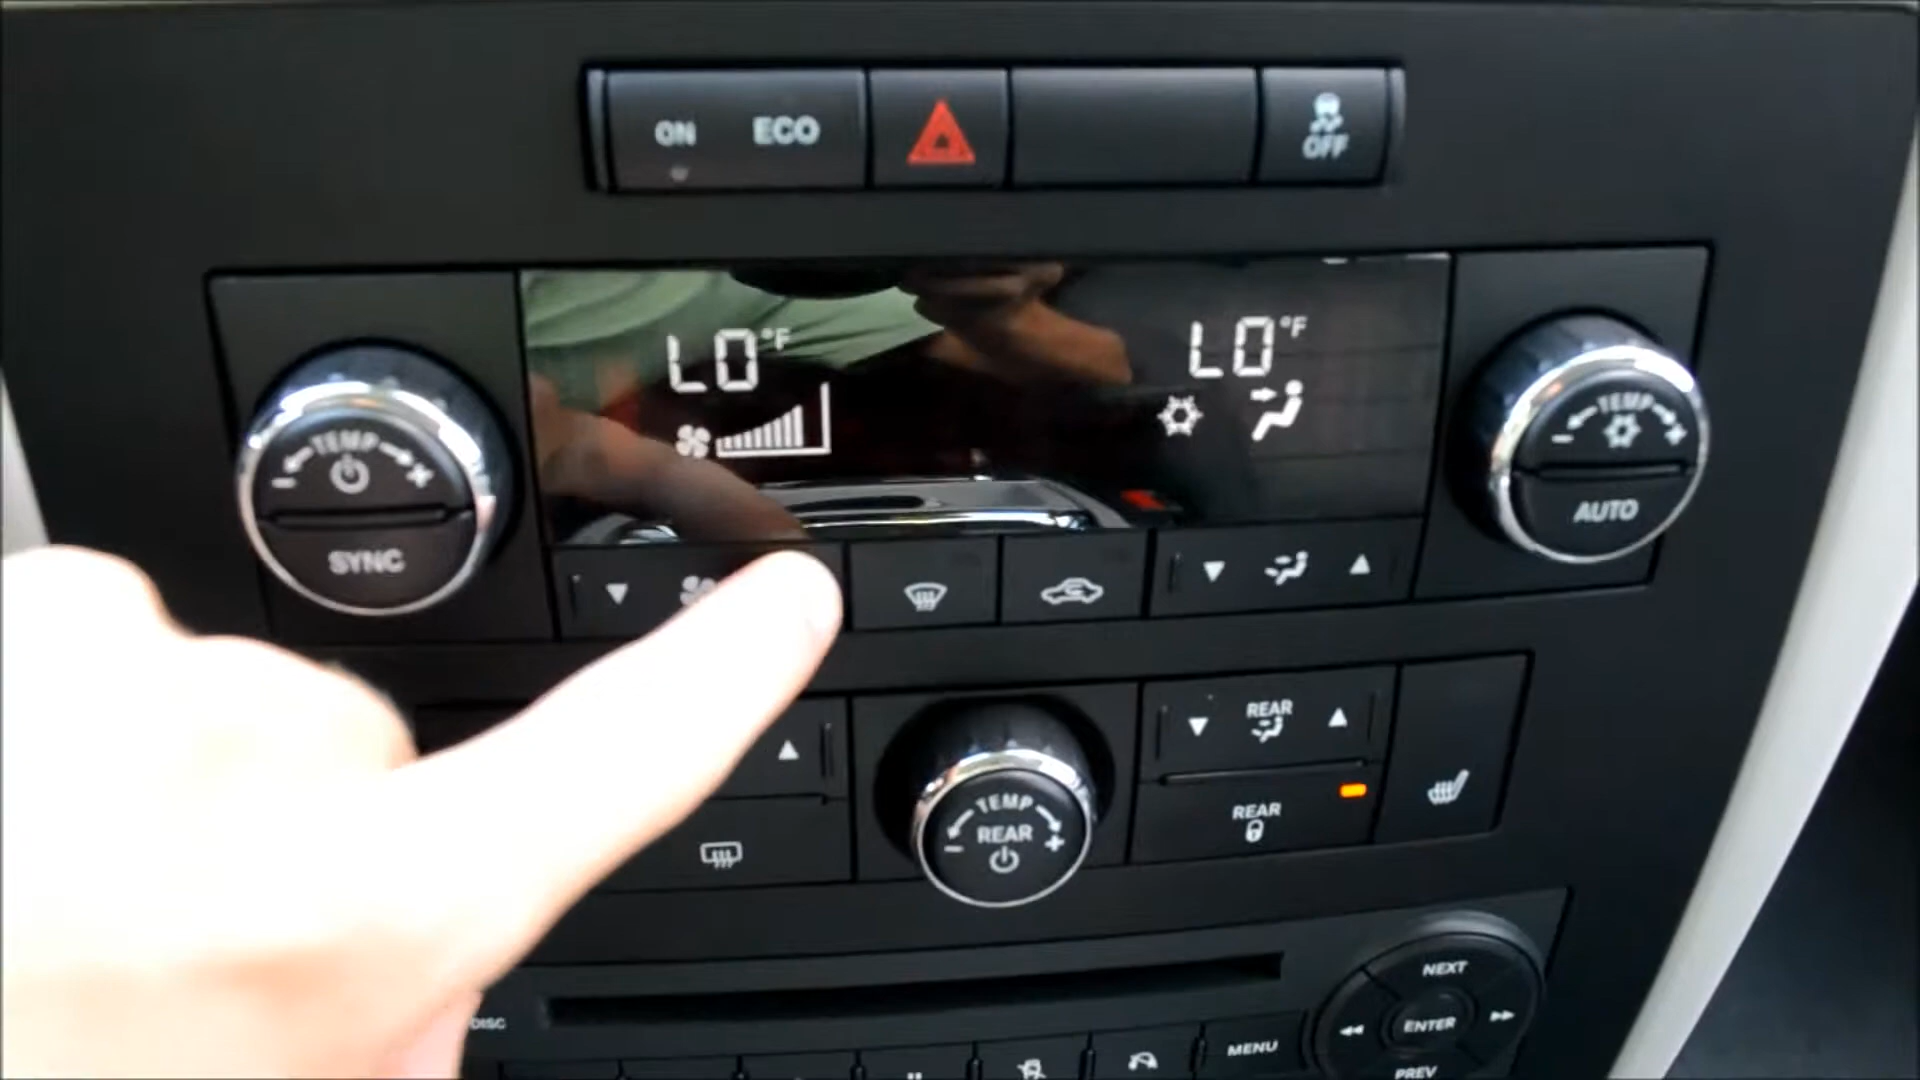 ON ECO
OFF
LO °F
LO °F
TEMP
- +
SYNC
TEMP
- +
AUTO
REAR
REAR
TEMP
REAR
- +
DISC
NEXT
ENTER
MENU
PREV